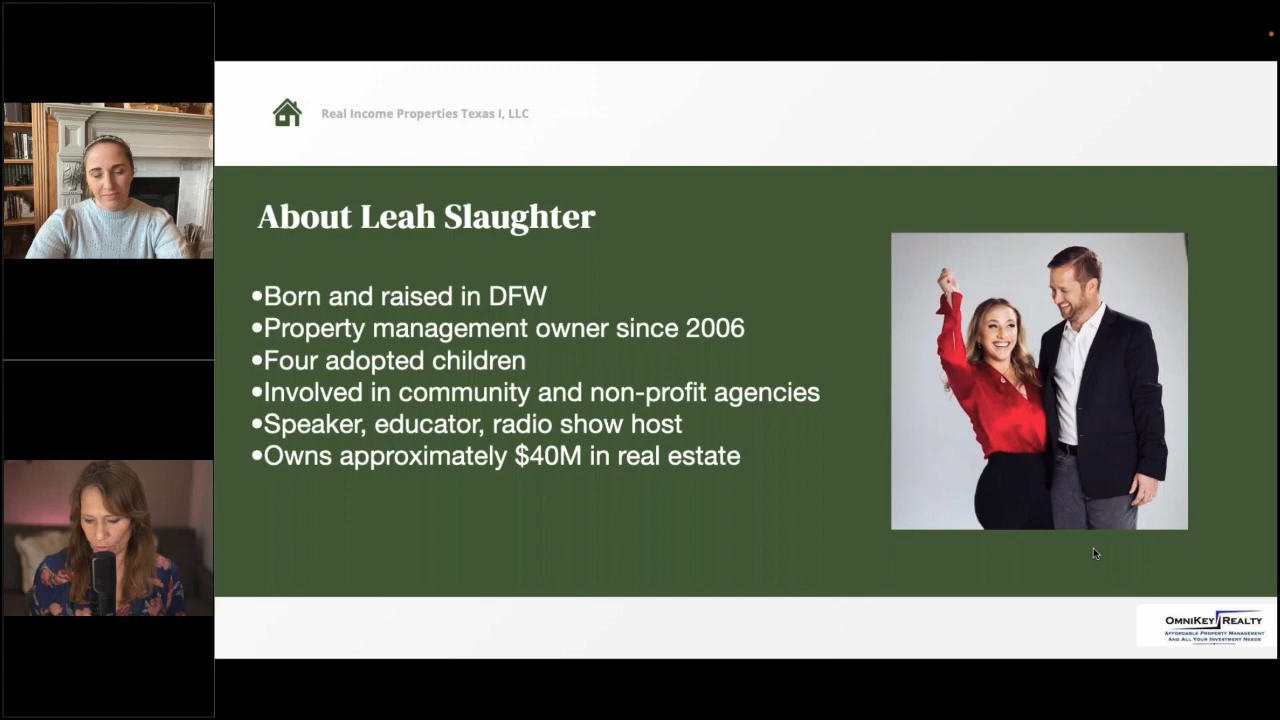 Real Income Properties Texas I, LLC
About Leah Slaughter
•Born and raised in DFW
•Property management owner since 2006
•Four adopted children
•Involved in community and non-profit agencies
•Speaker, educator, radio show host
•Owns approximately $40M in real estate
OMNIKEY REALTY
AFFORDABLE PROPERTY MANAGEMENT
AND ALL YOUR INVESTMENT NEEDS